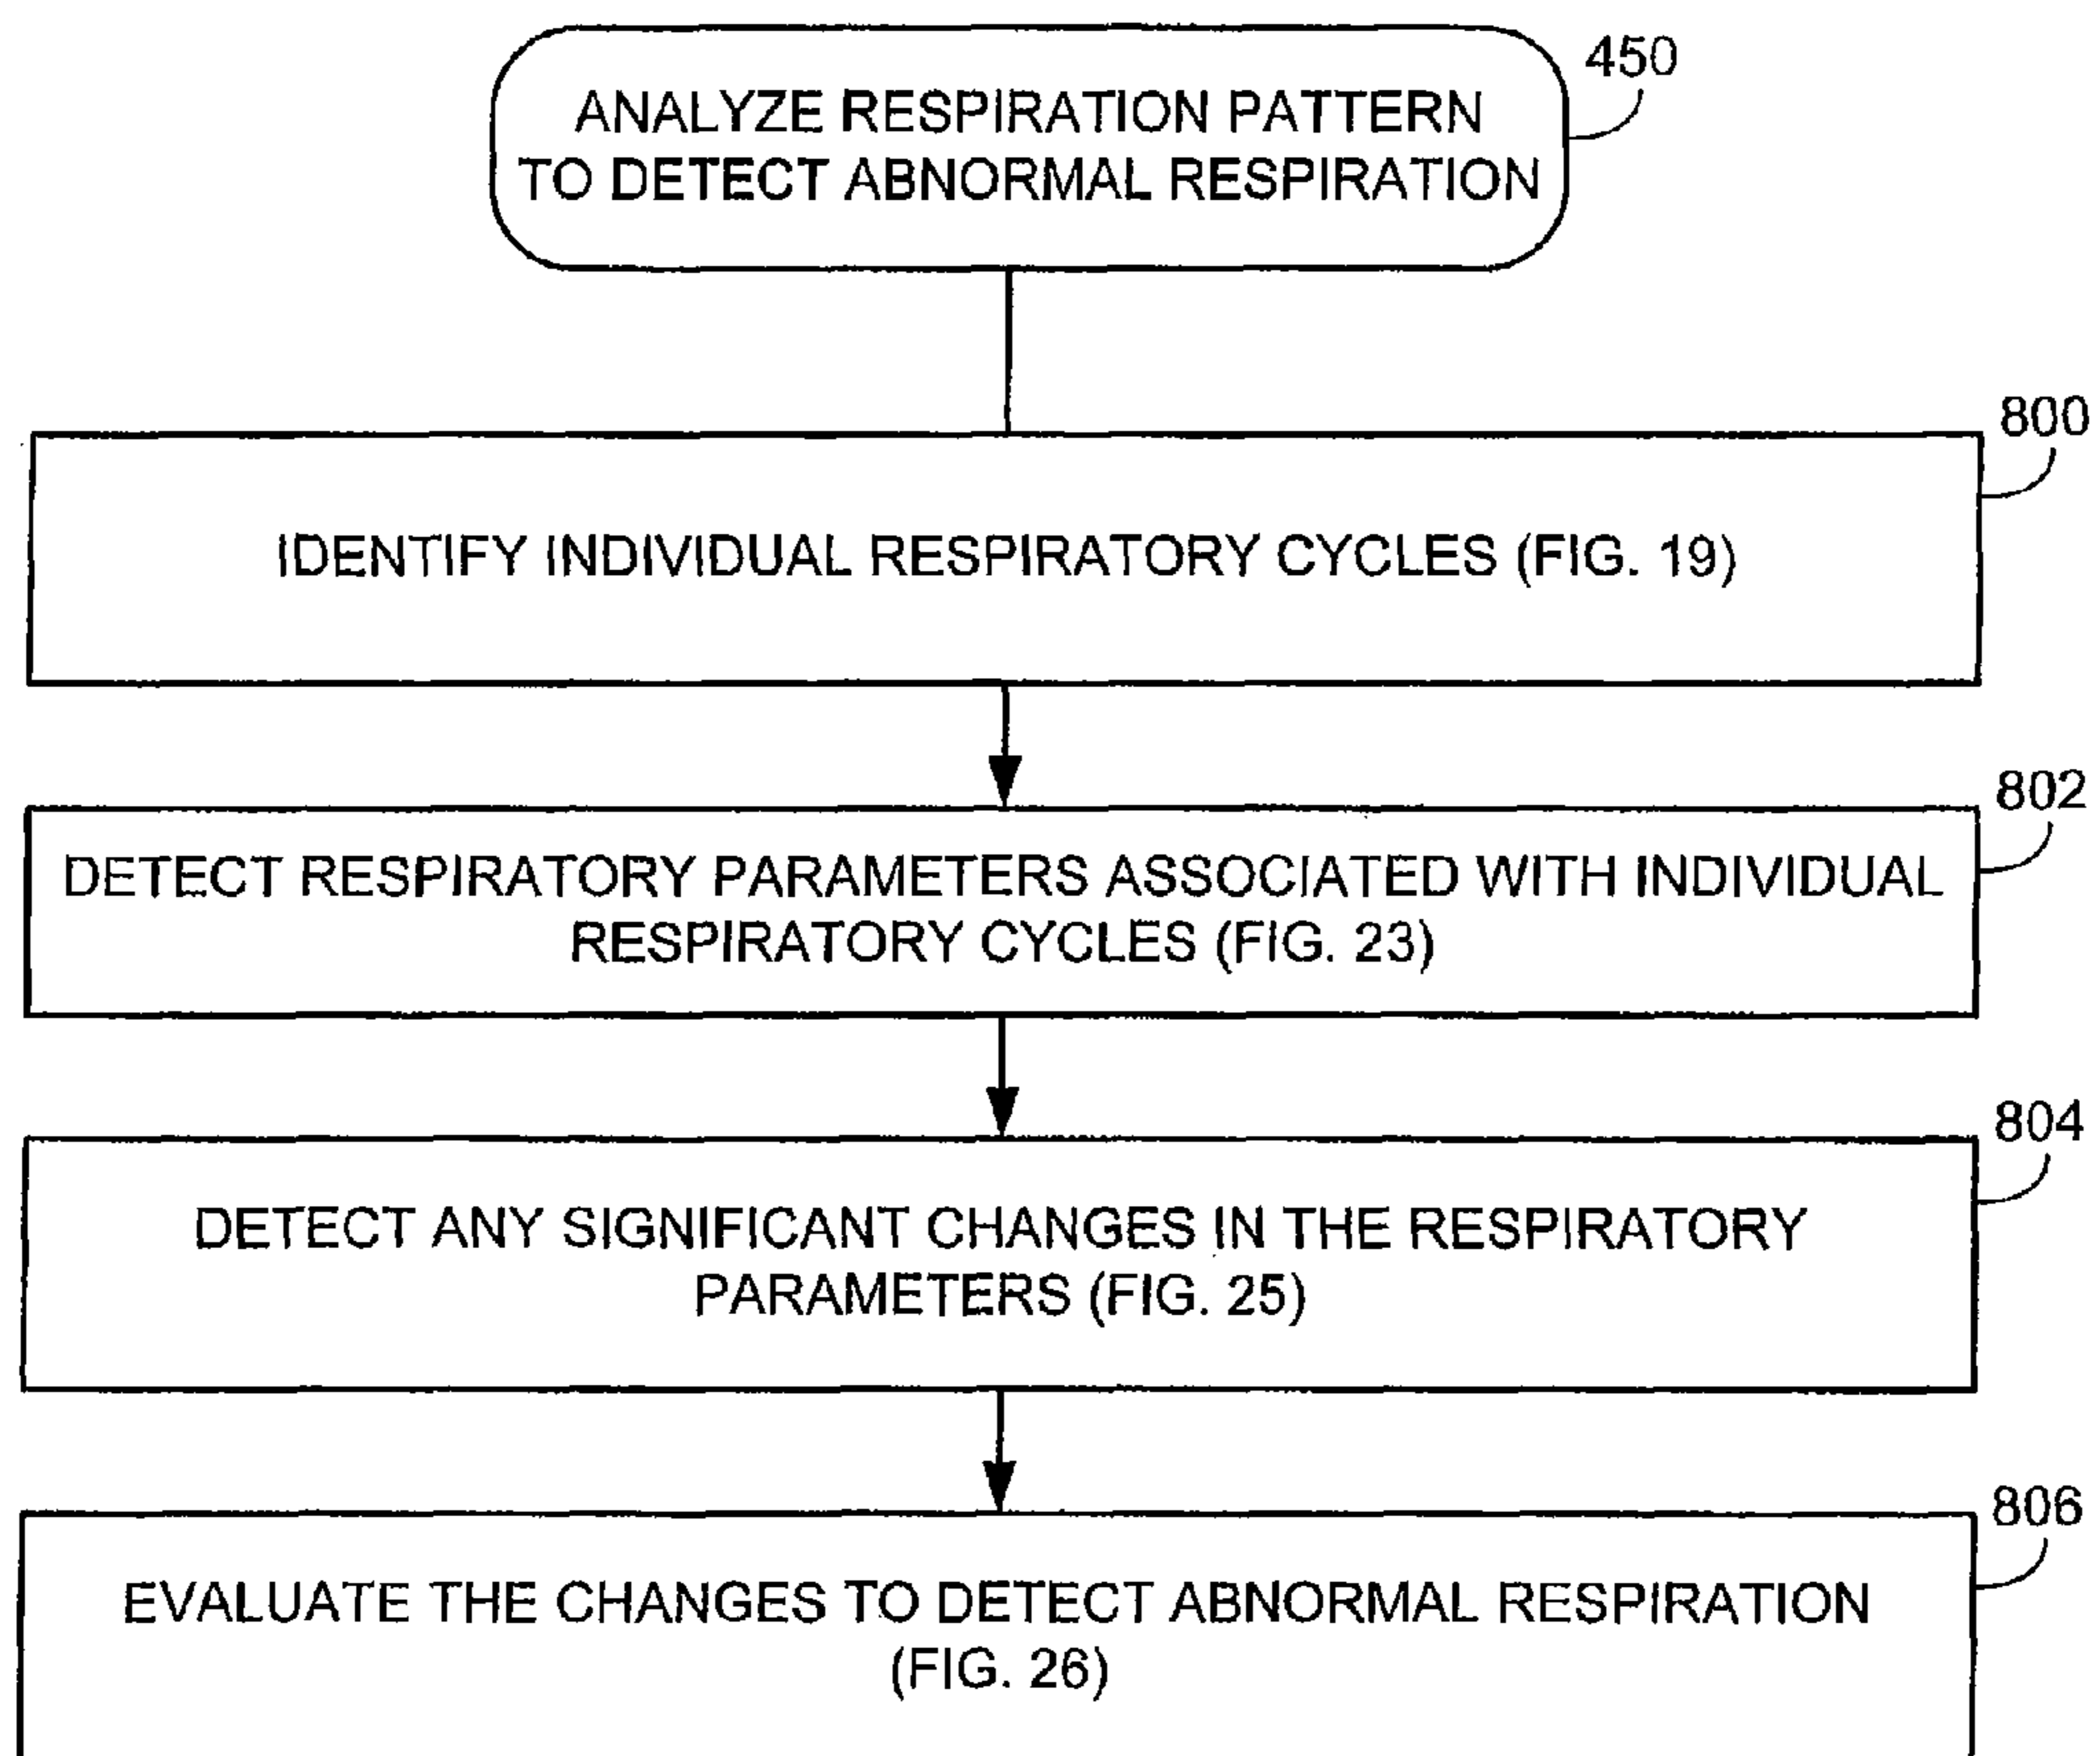 450
ANALYZE RESPIRATION PATTERN
TO DETECT ABNORMAL RESPIRATION
800
IDENTIFY INDIVIDUAL RESPIRATORY CYCLES (FIG. 19)
802
DETECT RESPIRATORY PARAMETERS ASSOCIATED WITH INDIVIDUAL
RESPIRATORY CYCLES (FIG. 23)
804
DETECT ANY SIGNIFICANT CHANGES IN THE RESPIRATORY
PARAMETERS (FIG. 25)
806
EVALUATE THE CHANGES TO DETECT ABNORMAL RESPIRATION
(FIG. 26)